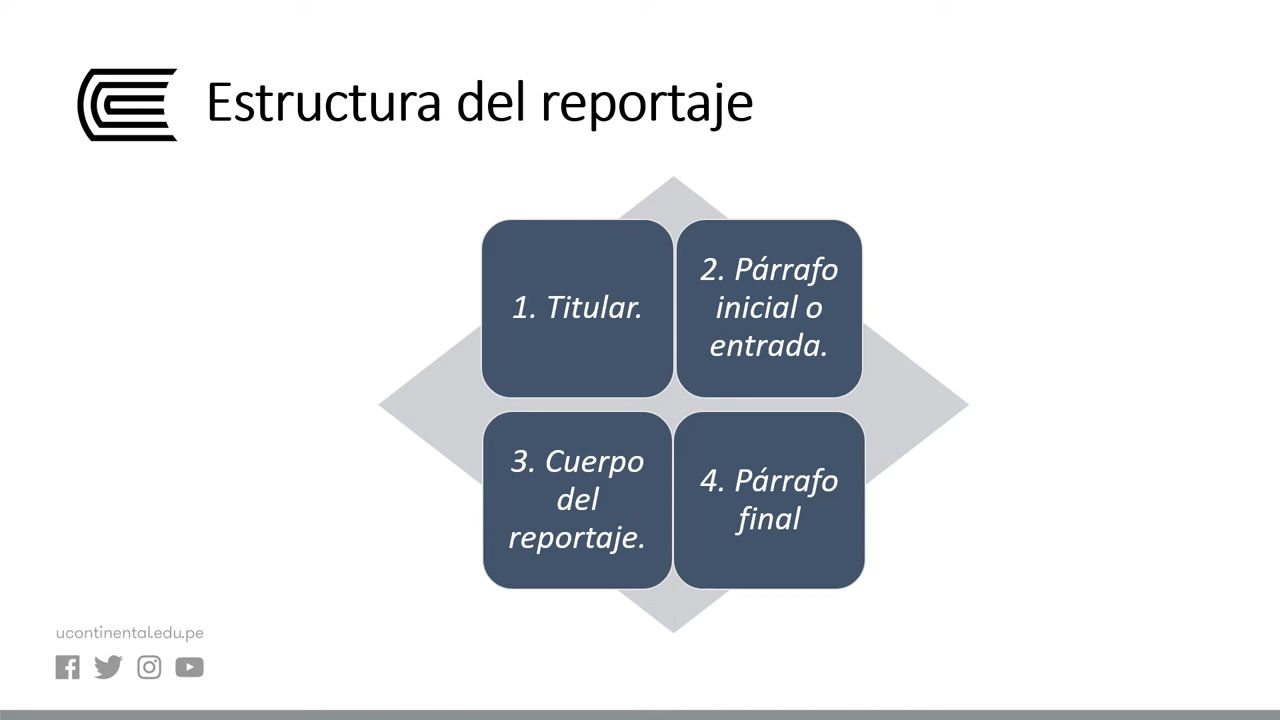 Estructura del reportaje
1. Titular.
2. Párrafo
inicial o
entrada.
3. Cuerpo
del
reportaje.
4. Párrafo
final
ucontinental.edu.pe